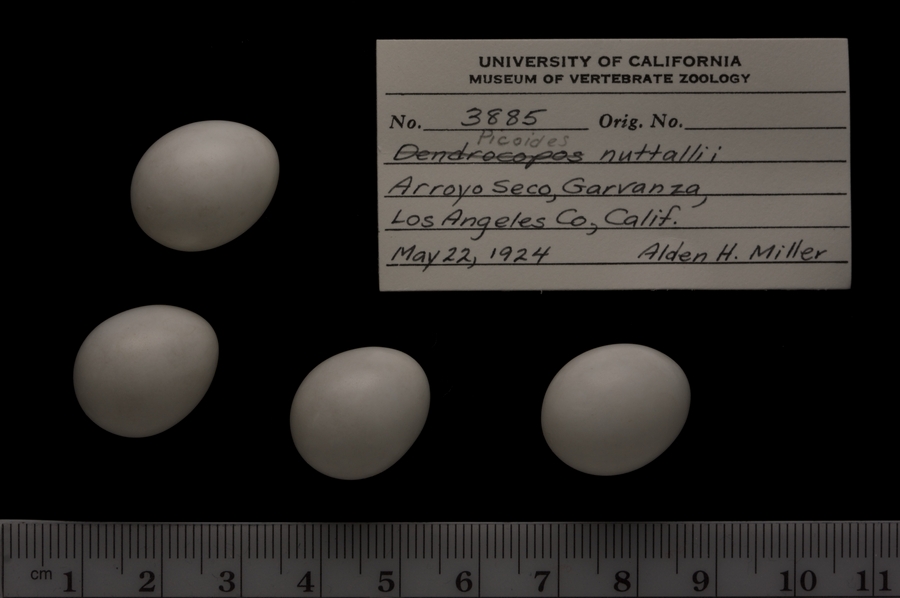 UNIVERSITY OF CALIFORNIA
MUSEUM OF VERTEBRATE ZOOLOGY
No. 3885 Orig. No.
Picoides
Dendrocopos nuttallii
Arroyo Seco, Garvanza,
Los Angeles Co., Calif.
May 22, 1924 Alden H. Miller
cm 1 2 3 4 5 6 7 8 9 10 11